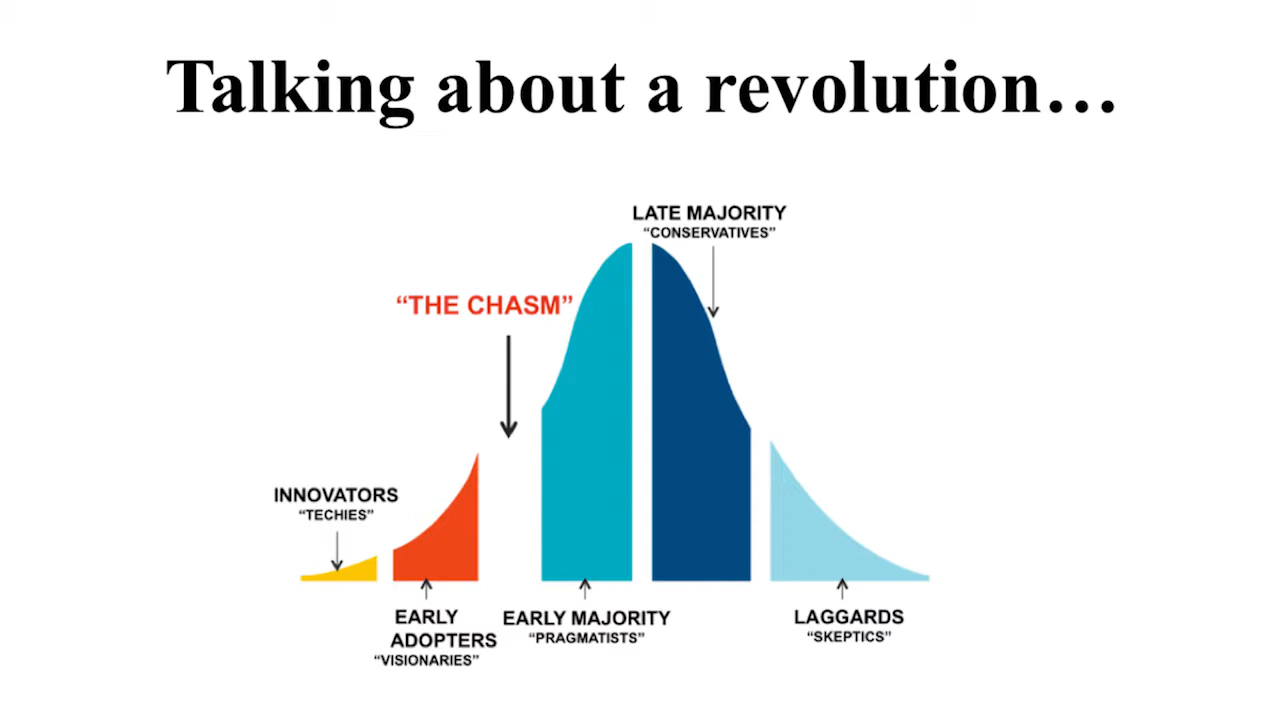 Talking about a revolution…
LATE MAJORITY
“CONSERVATIVES”
“THE CHASM”
INNOVATORS
“TECHIES”
EARLY
ADOPTERS
“VISIONARIES”
EARLY MAJORITY
“PRAGMATISTS”
LAGGARDS
“SKEPTICS”